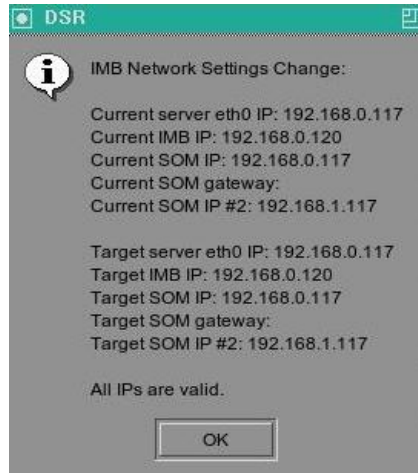 DSR
IMB Network Settings Change:
Current server eth0 IP: 192.168.0.117
Current IMB IP: 192.168.0.120
Current SOM IP: 192.168.0.117
Current SOM gateway:
Current SOM IP #2: 192.168.1.117
Target server eth0 IP: 192.168.0.117
Target IMB IP: 192.168.0.120
Target SOM IP: 192.168.0.117
Target SOM gateway:
Target SOM IP #2: 192.168.1.117
All IPs are valid.
OK